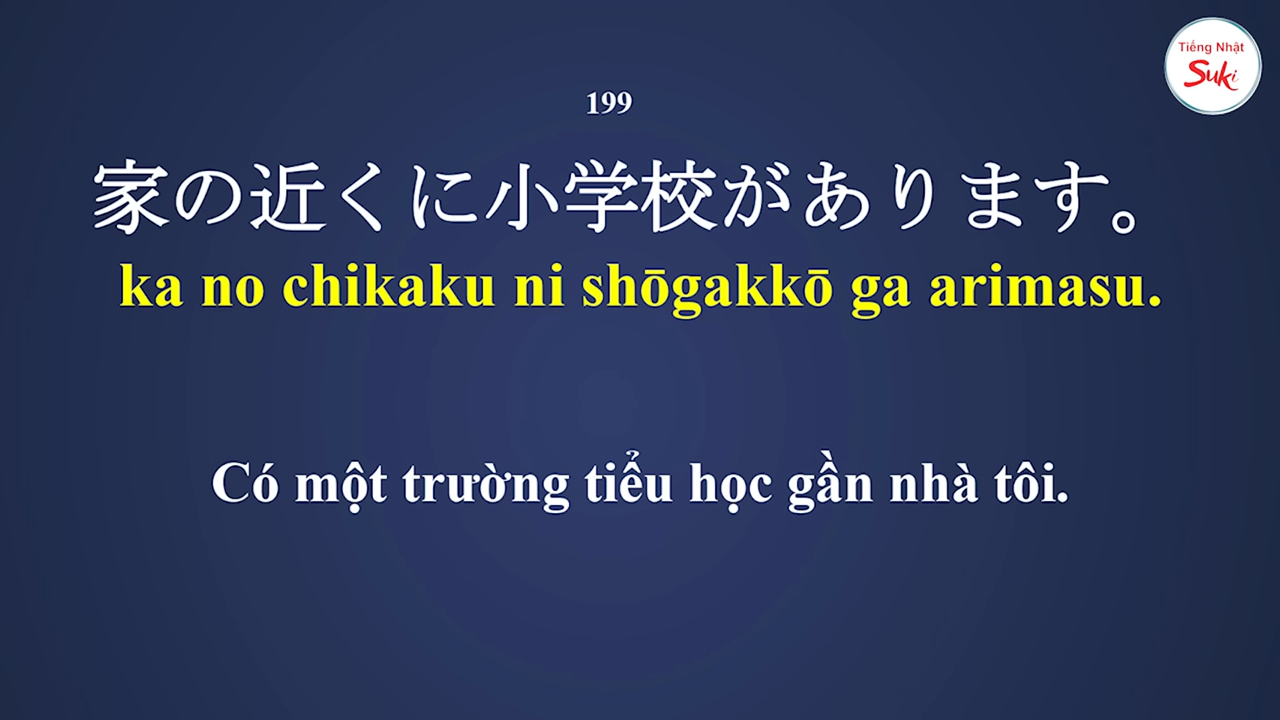 Tiếng Nhật
Suki
199
家の近くに小学校があります。
ka no chikaku ni shōgakkō ga arimasu.
Có một trường tiểu học gần nhà tôi.